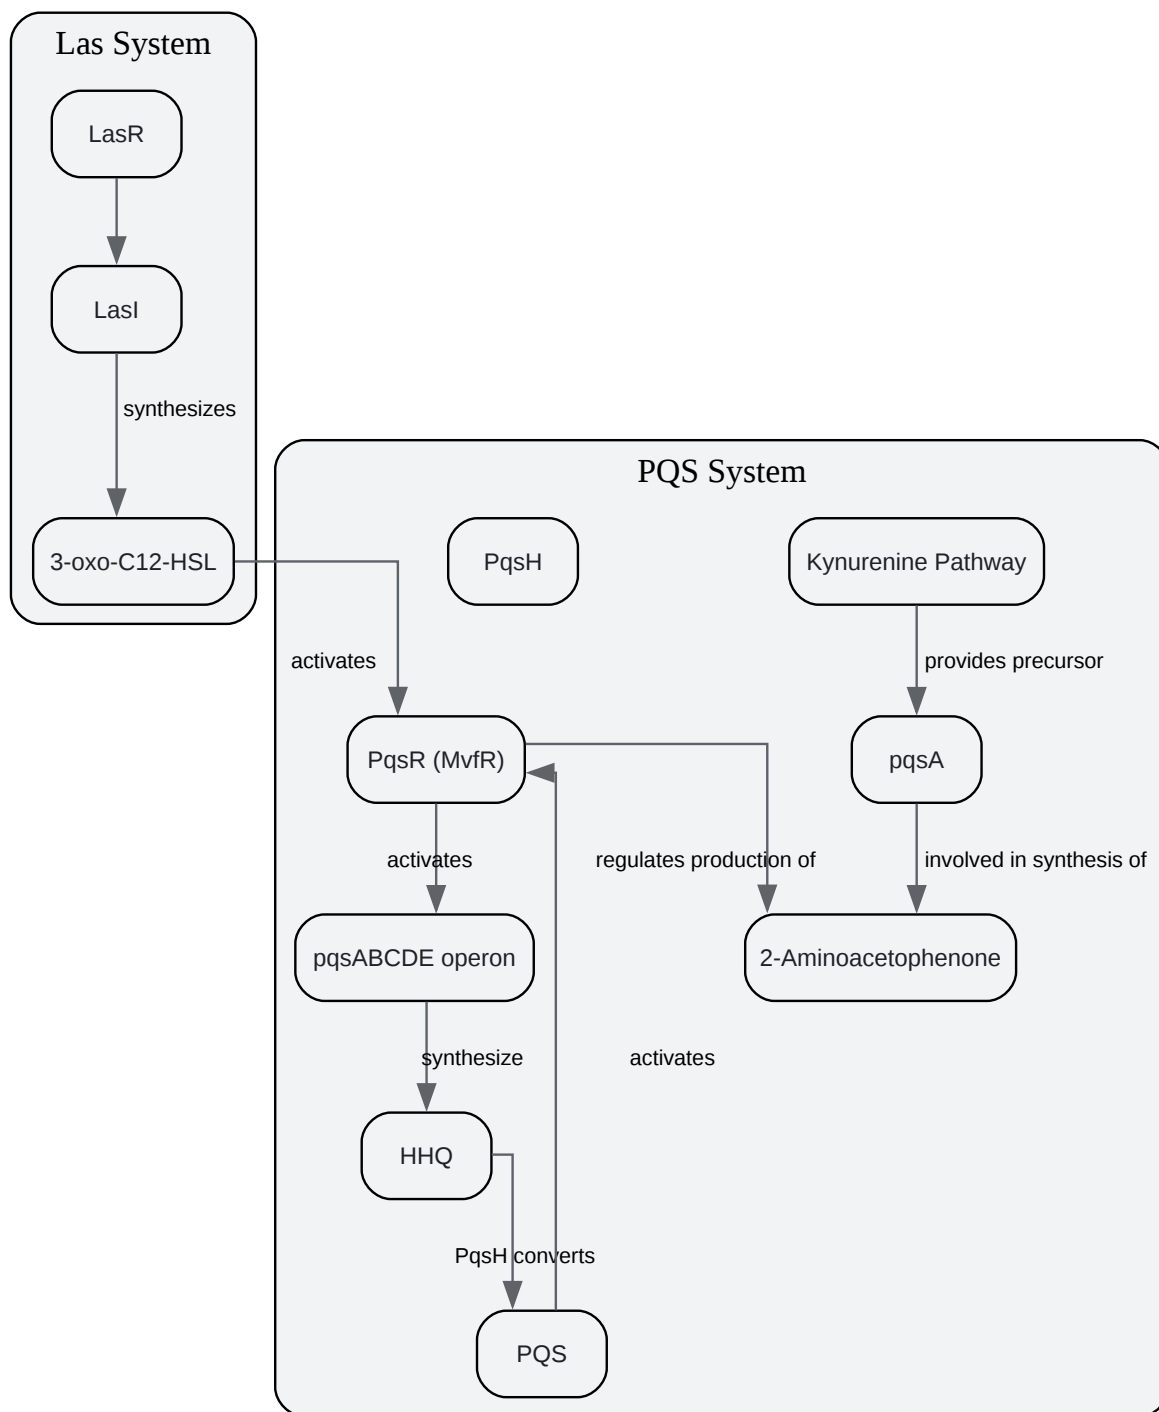 Las System
LasR
LasI
synthesizes
3-oxo-C12-HSL
PQS System
PqsH
Kynurenine Pathway
activates
provides precursor
PqsR (MvfR)
pqsA
activates
regulates production of
involved in synthesis of
pqsABCDE operon
2-Aminoacetophenone
synthesize
activates
HHQ
PqsH converts
PQS